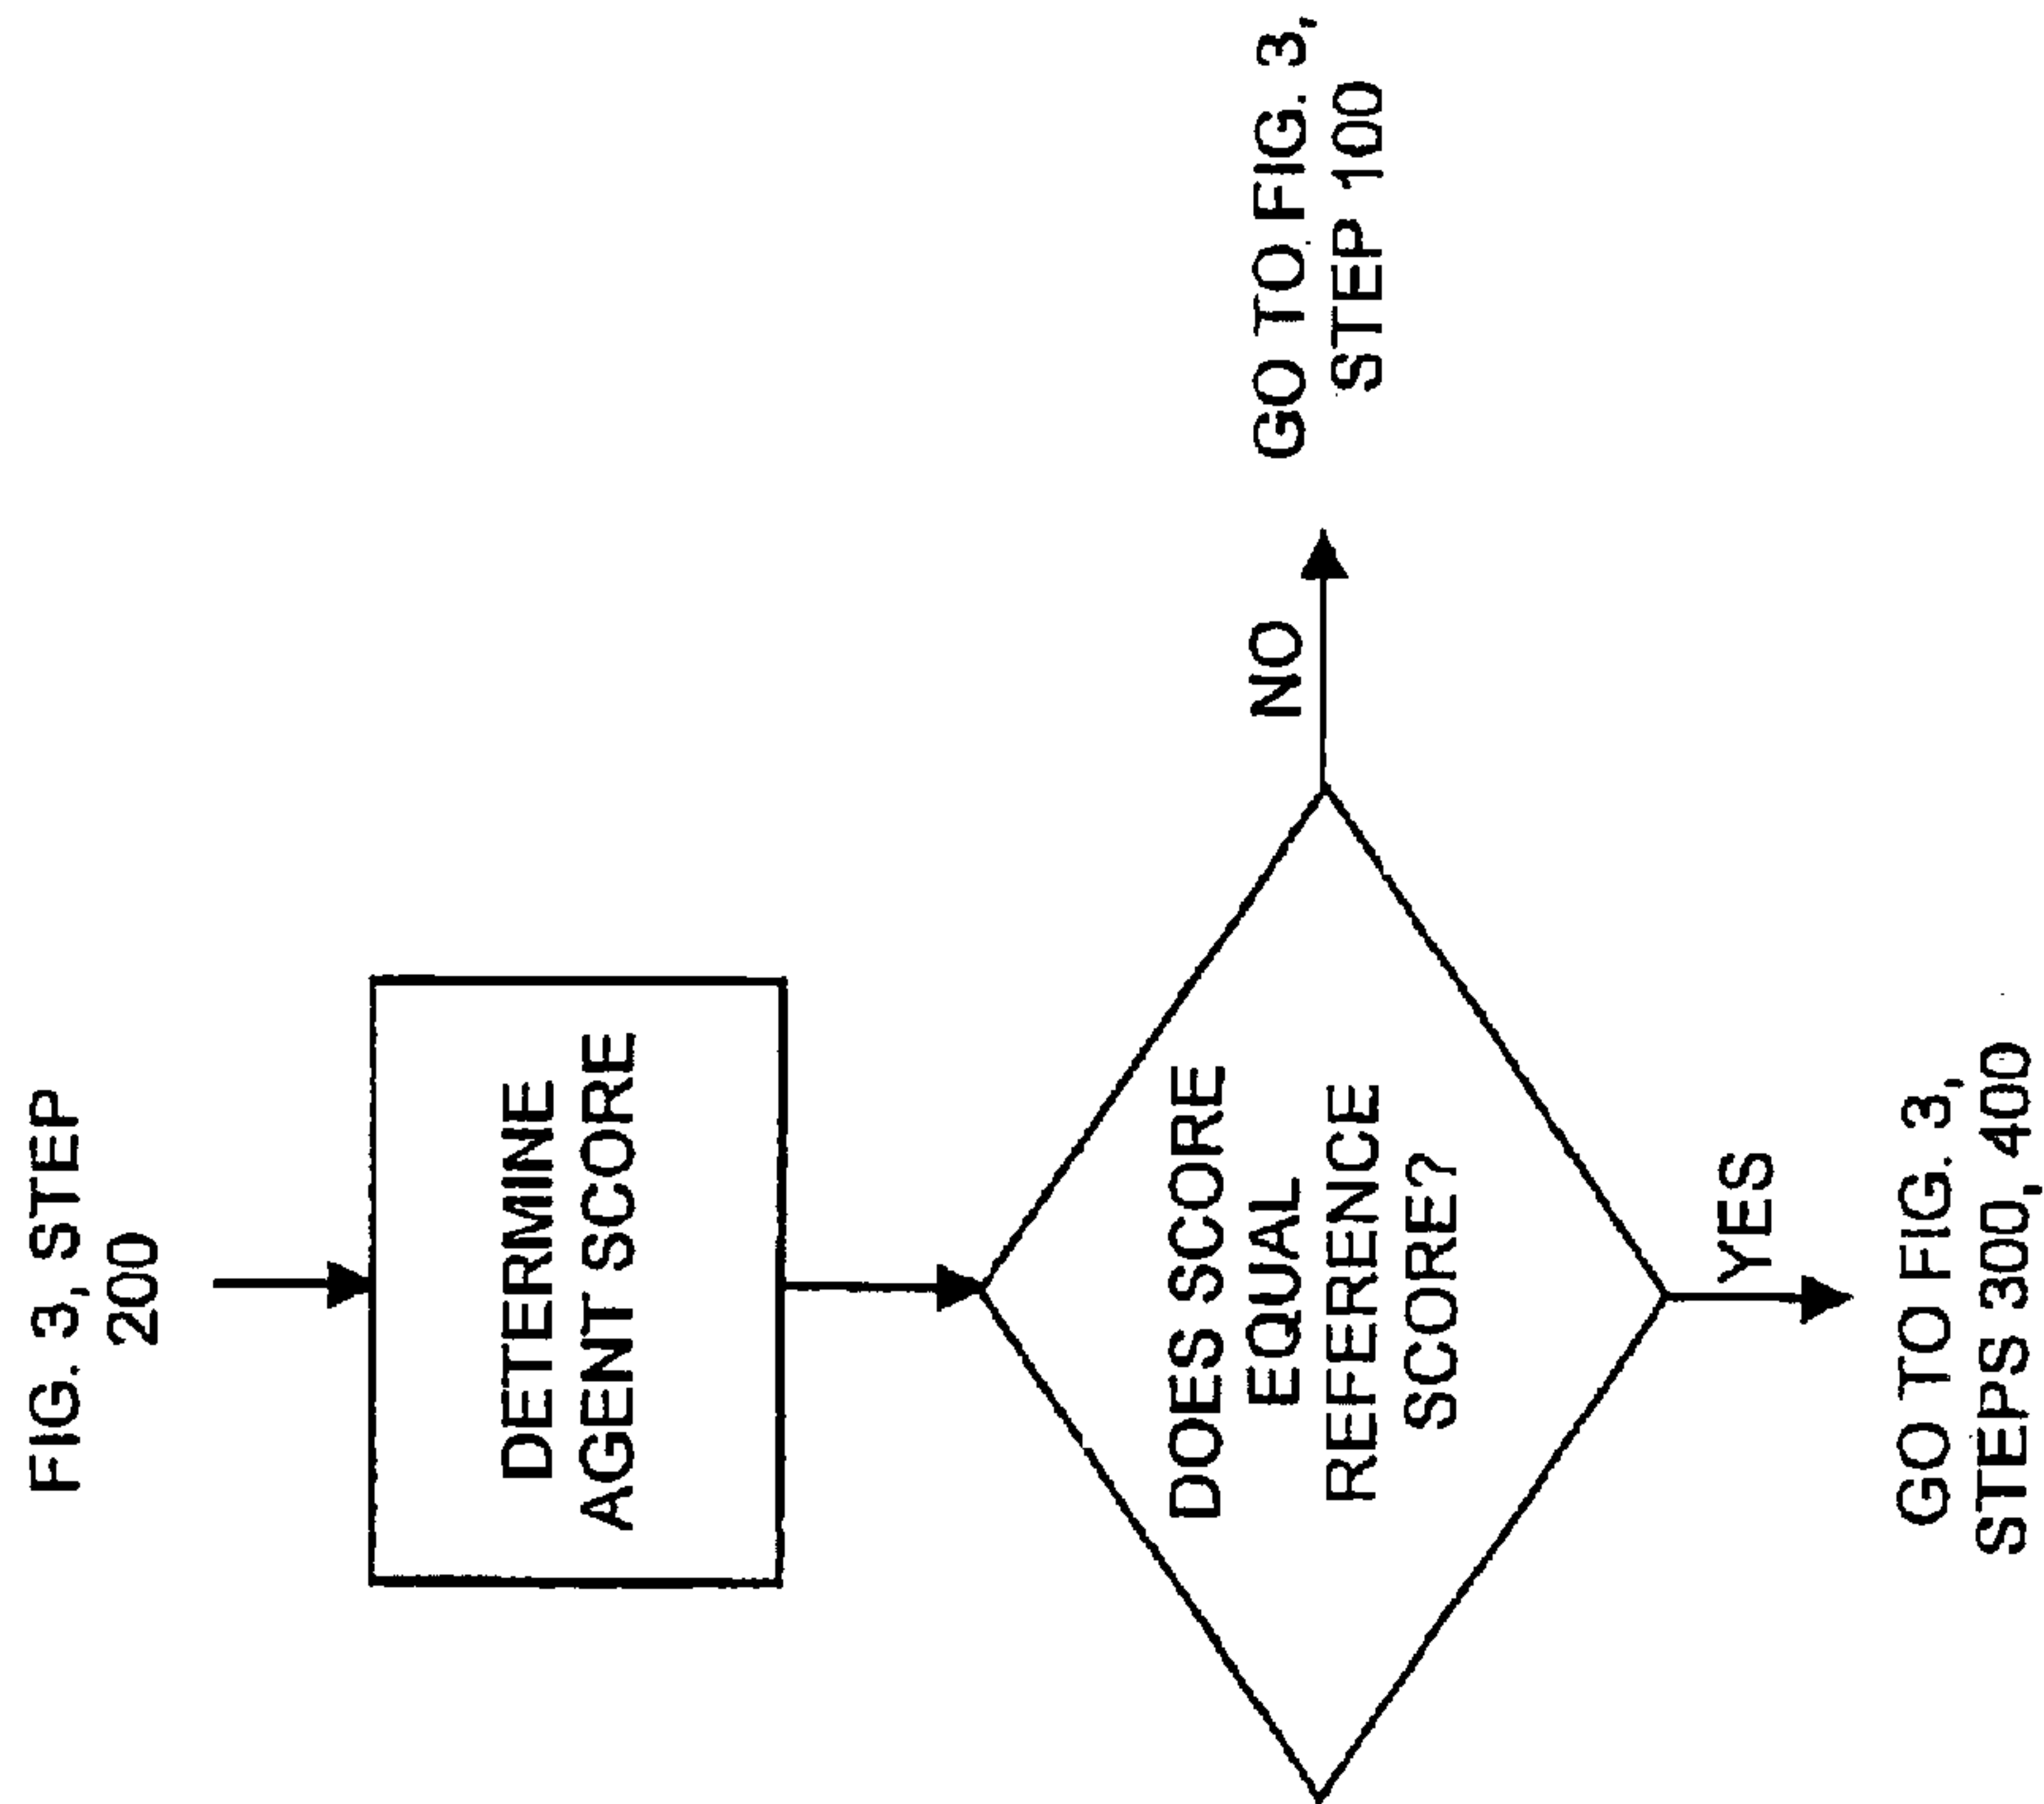 FIG. 3, STEP
200
DETERMINE
AGENT SCORE
DOES SCORE
EQUAL
REFERENCE
SCORE?
NO
GO TO FIG. 3,
STEP 100
YES
GO TO FIG. 3,
STEPS 300, 400